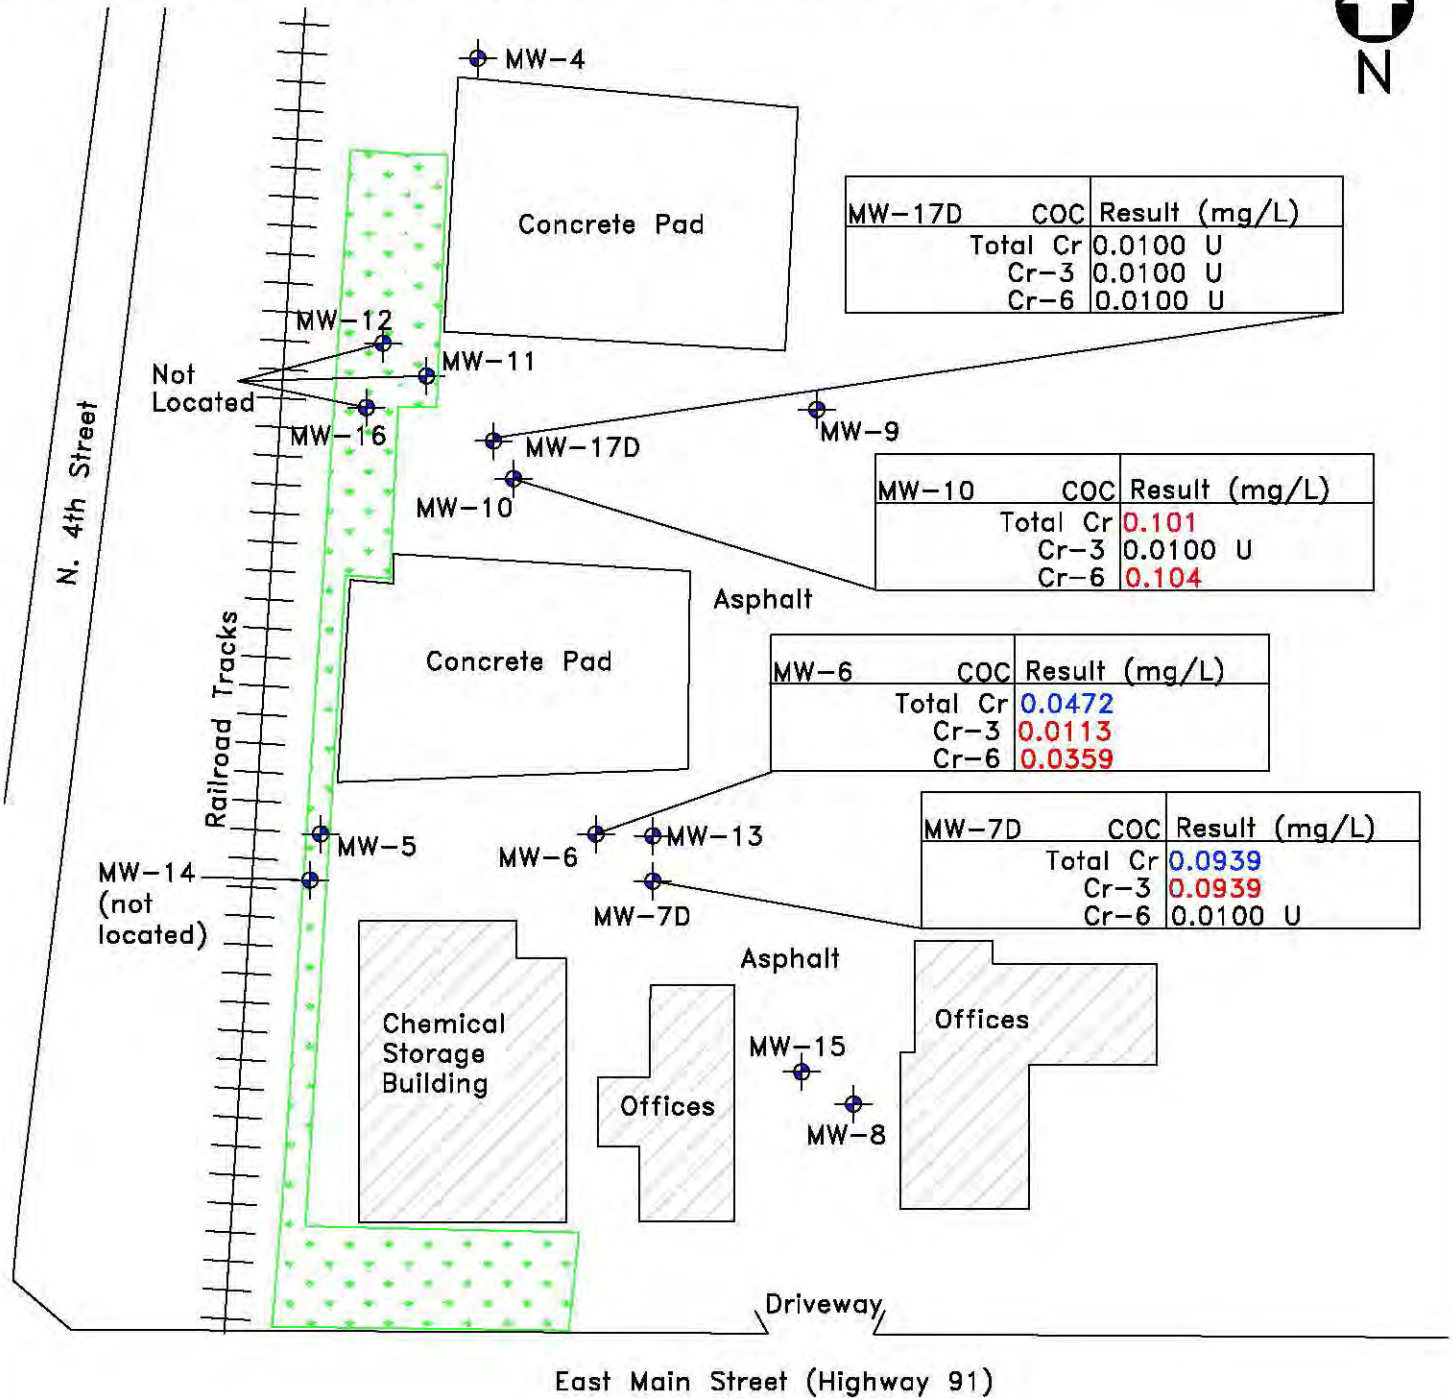 N
MW-4
Concrete Pad
MW-17D COC Result (mg/L)
Total Cr 0.0100 U
Cr-3 0.0100 U
Cr-6 0.0100 U
MW-12
MW-11
Not
Located
MW-16
MW-17D
MW-9
MW-10
MW-10 COC Result (mg/L)
Total Cr 0.101
Cr-3 0.0100 U
Cr-6 0.104
N. 4th Street
Asphalt
Railroad Tracks
Concrete Pad
MW-6 COC Result (mg/L)
Total Cr 0.0472
Cr-3 0.0113
Cr-6 0.0359
MW-5
MW-6
MW-13
MW-7D COC Result (mg/L)
Total Cr 0.0939
Cr-3 0.0939
Cr-6 0.0100 U
MW-14
(not
located)
MW-7D
Asphalt
Chemical
Storage
Building
Offices
MW-15
MW-8
Offices
Driveway
East Main Street (Highway 91)